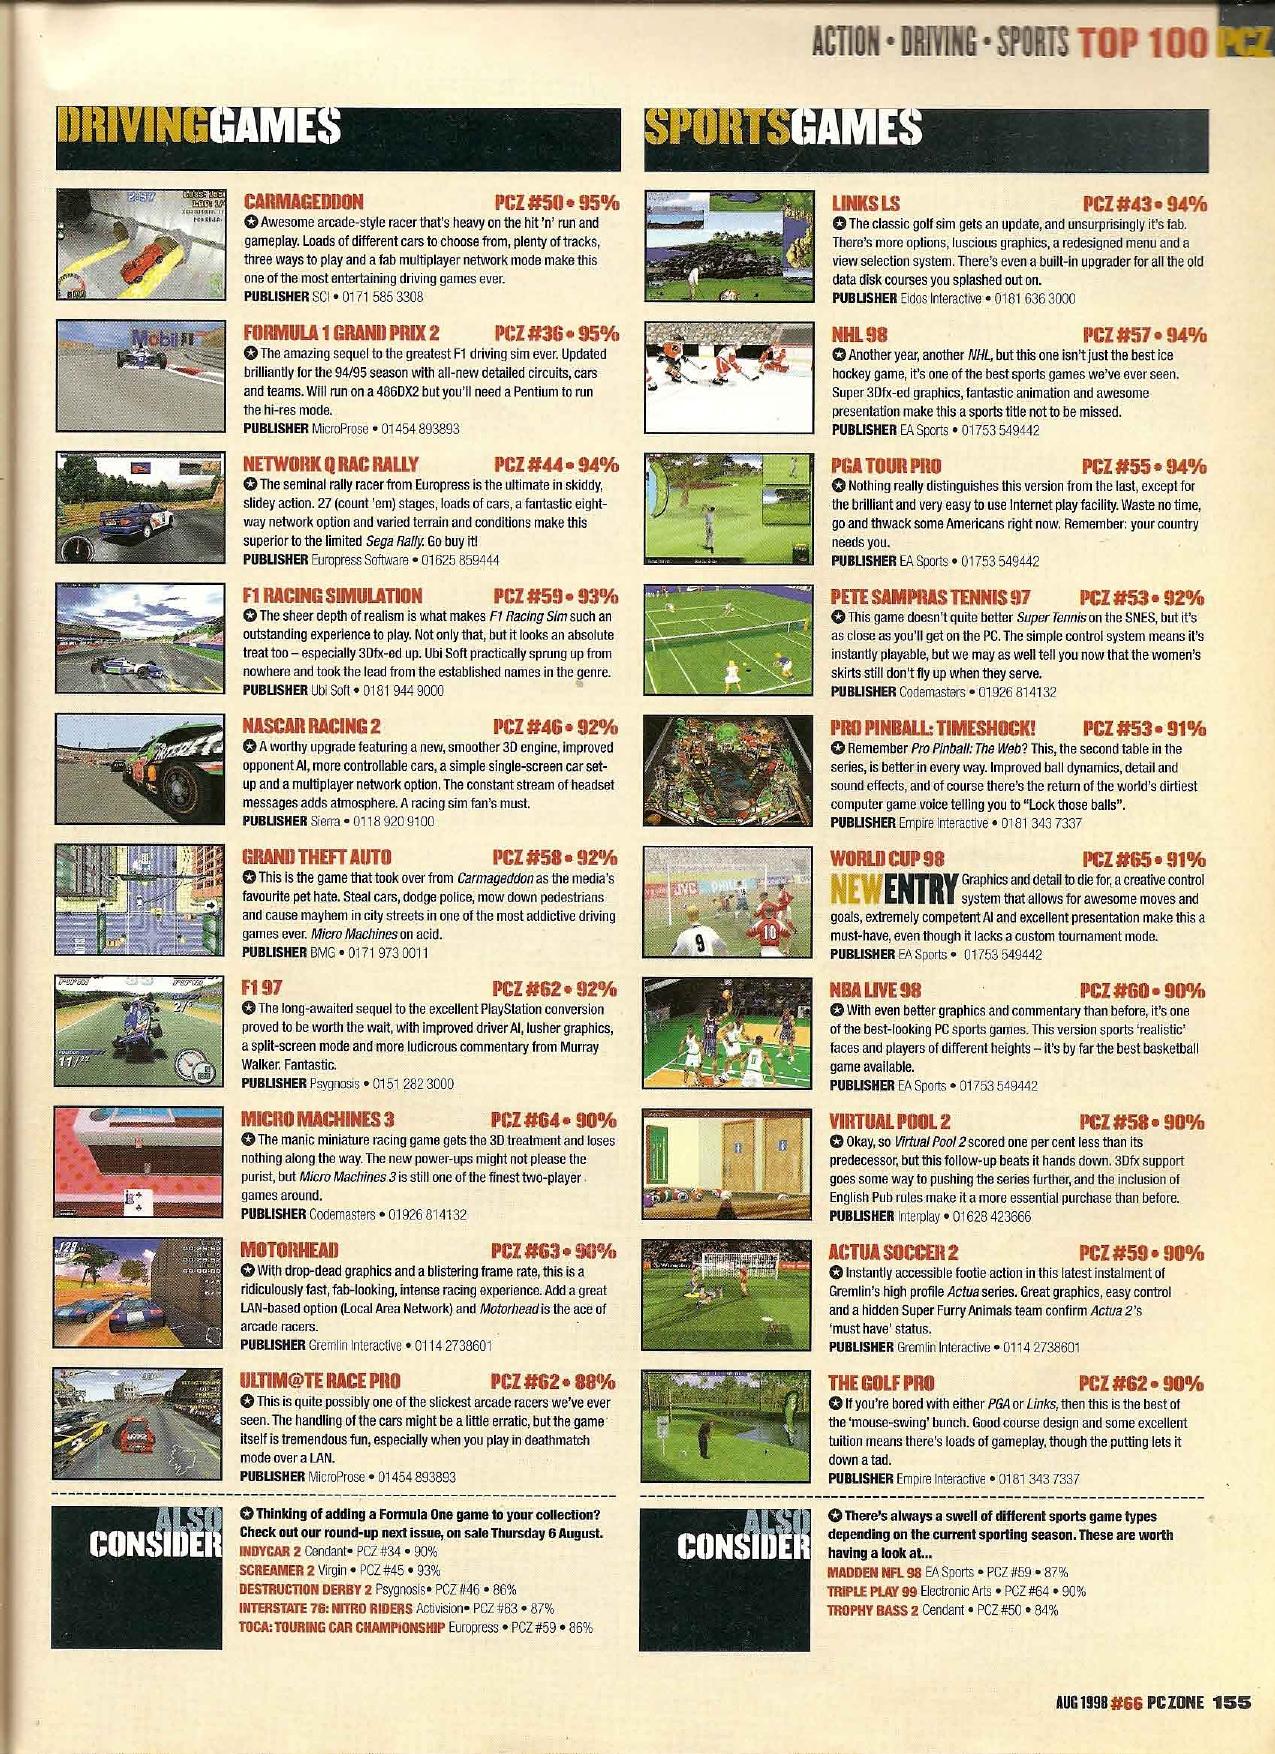 ACTION • DRIVING • SPORTS TOP 100 PCZ
DRIVINGGAMES
CARMAGEDDON PCZ #50 • 95%
Awesome arcade-style racer that's heavy on the hit 'n' run and
gameplay. Loads of different cars to choose from, plenty of tracks,
three ways to play and a fab multiplayer network mode make this
one of the most entertaining driving games ever.
PUBLISHER SCI • 0171 585 3308
FORMULA 1 GRAND PRIX 2 PCZ #36 • 95%
The amazing sequel to the greatest F1 driving sim ever. Updated
brilliantly for the 94/95 season with all-new detailed circuits, cars
and teams. Will run on a 486DX2 but you'll need a Pentium to run
the hi-res mode.
PUBLISHER MicroProse • 01454 893893
NETWORK Q RAC RALLY PCZ #44 • 94%
The seminal rally racer from Europress is the ultimate in skiddy,
slidey action. 27 (count 'em) stages, loads of cars, a fantastic eight-
way network option and varied terrain and conditions make this
superior to the limited Sega Rally. Go buy it!
PUBLISHER Europress Software • 01625 859444
F1 RACING SIMULATION PCZ #59 • 93%
The sheer depth of realism is what makes F1 Racing Sim such an
outstanding experience to play. Not only that, but it looks an absolute
treat too – especially 3Dfx-ed up. Ubi Soft practically sprung up from
nowhere and took the lead from the established names in the genre.
PUBLISHER Ubi Soft • 0181 944 9000
NASCAR RACING 2 PCZ #46 • 92%
A worthy upgrade featuring a new, smoother 3D engine, improved
opponent AI, more controllable cars, a simple single-screen car set-
up and a multiplayer network option. The constant stream of headset
messages adds atmosphere. A racing sim fan's must.
PUBLISHER Sierra • 0118 920 9100
GRAND THEFT AUTO PCZ #58 • 92%
This is the game that took over from Carmageddon as the media's
favourite pet hate. Steal cars, dodge police, mow down pedestrians
and cause mayhem in city streets in one of the most addictive driving
games ever. Micro Machines on acid.
PUBLISHER BMG • 0171 973 0011
F1 97 PCZ #62 • 92%
The long-awaited sequel to the excellent PlayStation conversion
proved to be worth the wait, with improved driver AI, lusher graphics,
a split-screen mode and more ludicrous commentary from Murray
Walker. Fantastic.
PUBLISHER Psygnosis • 0151 282 3000
MICRO MACHINES 3 PCZ #64 • 90%
The manic miniature racing game gets the 3D treatment and loses
nothing along the way. The new power-ups might not please the
purist, but Micro Machines 3 is still one of the finest two-player
games around.
PUBLISHER Codemasters • 01926 814132
MOTORHEAD PCZ #63 • 90%
With drop-dead graphics and a blistering frame rate, this is a
ridiculously fast, fab-looking, intense racing experience. Add a great
LAN-based option (Local Area Network) and Motorhead is the ace of
arcade racers.
PUBLISHER Gremlin Interactive • 0114 2738601
ULTIM@TE RACE PRO PCZ #62 • 88%
This is quite possibly one of the slickest arcade racers we've ever
seen. The handling of the cars might be a little erratic, but the game
itself is tremendous fun, especially when you play in deathmatch
mode over a LAN.
PUBLISHER MicroProse • 01454 893893
ALSO
CONSIDER
Thinking of adding a Formula One game to your collection?
Check out our round-up next issue, on sale Thursday 6 August.
INDYCAR 2 Cendant • PCZ #34 • 90%
SCREAMER 2 Virgin • PCZ #45 • 93%
DESTRUCTION DERBY 2 Psygnosis • PCZ #46 • 86%
INTERSTATE 76: NITRO RIDERS Activision • PCZ #63 • 87%
TOCA: TOURING CAR CHAMPIONSHIP Europress • PCZ #59 • 86%
SPORTSGAMES
LINKS LS PCZ #43 • 94%
The classic golf sim gets an update, and unsurprisingly it's fab.
There's more options, luscious graphics, a redesigned menu and a
view selection system. There's even a built-in upgrader for all the old
data disk courses you splashed out on.
PUBLISHER Eidos Interactive • 0181 636 3000
NHL 98 PCZ #57 • 94%
Another year, another NHL, but this one isn't just the best ice
hockey game, it's one of the best sports games we've ever seen.
Super 3Dfx-ed graphics, fantastic animation and awesome
presentation make this a sports title not to be missed.
PUBLISHER EA Sports • 01753 549442
PGA TOUR PRO PCZ #55 • 94%
Nothing really distinguishes this version from the last, except for
the brilliant and very easy to use Internet play facility. Waste no time,
go and thwack some Americans right now. Remember: your country
needs you.
PUBLISHER EA Sports • 01753 549442
PETE SAMPRAS TENNIS 97 PCZ #53 • 92%
This game doesn't quite better Super Tennis on the SNES, but it's
as close as you'll get on the PC. The simple control system means it's
instantly playable, but we may as well tell you now that the women's
skirts still don't fly up when they serve.
PUBLISHER Codemasters • 01926 814132
PRO PINBALL: TIMESHOCK! PCZ #53 • 91%
Remember Pro Pinball: The Web? This, the second table in the
series, is better in every way. Improved ball dynamics, detail and
sound effects, and of course there's the return of the world's dirtiest
computer game voice telling you to "Lock those balls".
PUBLISHER Empire Interactive • 0181 343 7337
WORLD CUP 98 PCZ #65 • 91%
NEWENTRY Graphics and detail to die for, a creative control
system that allows for awesome moves and
goals, extremely competent AI and excellent presentation make this a
must-have, even though it lacks a custom tournament mode.
PUBLISHER EA Sports • 01753 549442
NBA LIVE 98 PCZ #60 • 90%
With even better graphics and commentary than before, it's one
of the best-looking PC sports games. This version sports 'realistic'
faces and players of different heights – it's by far the best basketball
game available.
PUBLISHER EA Sports • 01753 549442
VIRTUAL POOL 2 PCZ #58 • 90%
Okay, so Virtual Pool 2 scored one per cent less than its
predecessor, but this follow-up beats it hands down. 3Dfx support
goes some way to pushing the series further, and the inclusion of
English Pub rules make it a more essential purchase than before.
PUBLISHER Interplay • 01628 423666
ACTUA SOCCER 2 PCZ #59 • 90%
Instantly accessible footie action in this latest instalment of
Gremlin's high profile Actua series. Great graphics, easy control
and a hidden Super Furry Animals team confirm Actua 2's
'must have' status.
PUBLISHER Gremlin Interactive • 0114 2738601
THE GOLF PRO PCZ #62 • 90%
If you're bored with either PGA or Links, then this is the best of
the 'mouse-swing' bunch. Good course design and some excellent
tuition means there's loads of gameplay, though the putting lets it
down a tad.
PUBLISHER Empire Interactive • 0181 343 7337
ALSO
CONSIDER
There's always a swell of different sports game types
depending on the current sporting season. These are worth
having a look at...
MADDEN NFL 98 EA Sports • PCZ #59 • 87%
TRIPLE PLAY 99 Electronic Arts • PCZ #64 • 90%
TROPHY BASS 2 Cendant • PCZ #50 • 84%
AUG 1998 #66 PC ZONE 155